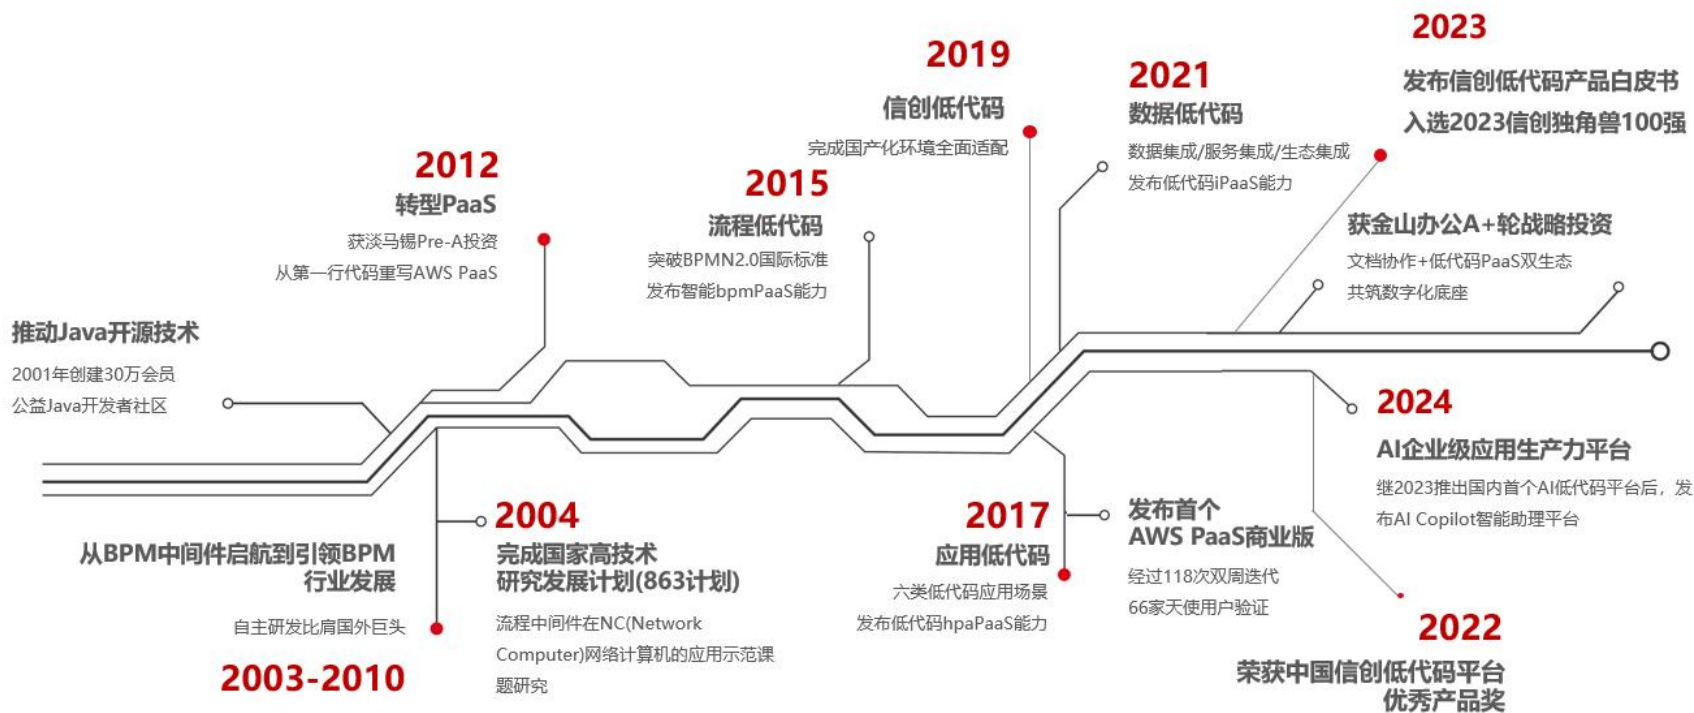 推动Java开源技术
2001年创建30万会员
公益Java开发者社区
从BPM中间件启航到引领BPM
行业发展
自主研发比肩国外巨头
2003-2010
2004
完成国家高技术
研究发展计划(863计划)
流程中间件在NC(Network
Computer)网络计算机的应用示范课
题研究
2012
转型PaaS
获淡马锡Pre-A投资
从第一行代码重写AWS PaaS
2015
流程低代码
突破BPMN2.0国际标准
发布智能bpmPaaS能力
2017
应用低代码
六类低代码应用场景
发布低代码hpaPaaS能力
发布首个
AWS PaaS商业版
经过118次双周迭代
66家天使用户验证
2019
信创低代码
完成国产化环境全面适配
2021
数据低代码
数据集成/服务集成/生态集成
发布低代码iPaaS能力
2022
荣获中国信创低代码平台
优秀产品奖
2023
发布信创低代码产品白皮书
入选2023信创独角兽100强
获金山办公A+轮战略投资
文档协作+低代码PaaS双生态
共筑数字化底座
2024
AI企业级应用生产力平台
继2023推出国内首个AI低代码平台后，发
布AI Copilot智能助理平台